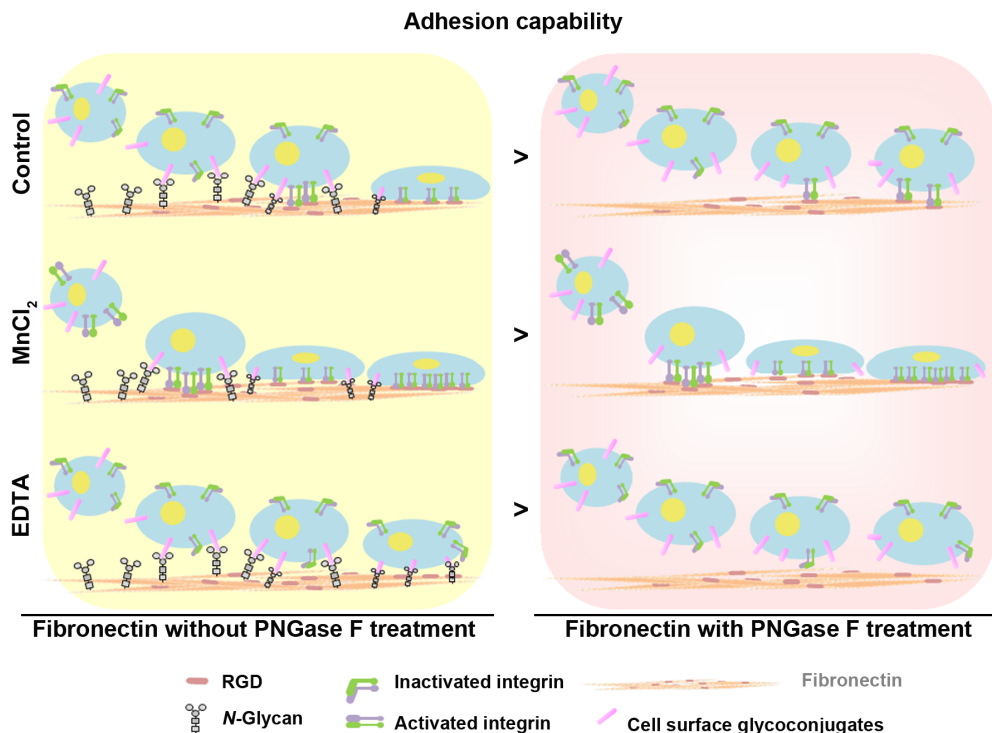 Adhesion capability
Control
>
MnCl₂
>
EDTA
>
Fibronectin without PNGase F treatment
Fibronectin with PNGase F treatment
RGD
Inactivated integrin
Fibronectin
N-Glycan
Activated integrin
Cell surface glycoconjugates